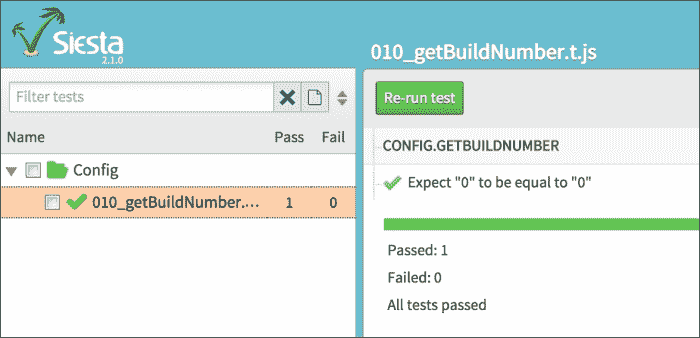 Siesta
2.1.0
010_getBuildNumber.t.js
Filter tests
Re-run test
Name Pass Fail
CONFIG.GETBUILDNUMBER
Config
Expect "0" to be equal to "0"
010_getBuildNumber.... 1 0
Passed: 1
Failed: 0
All tests passed